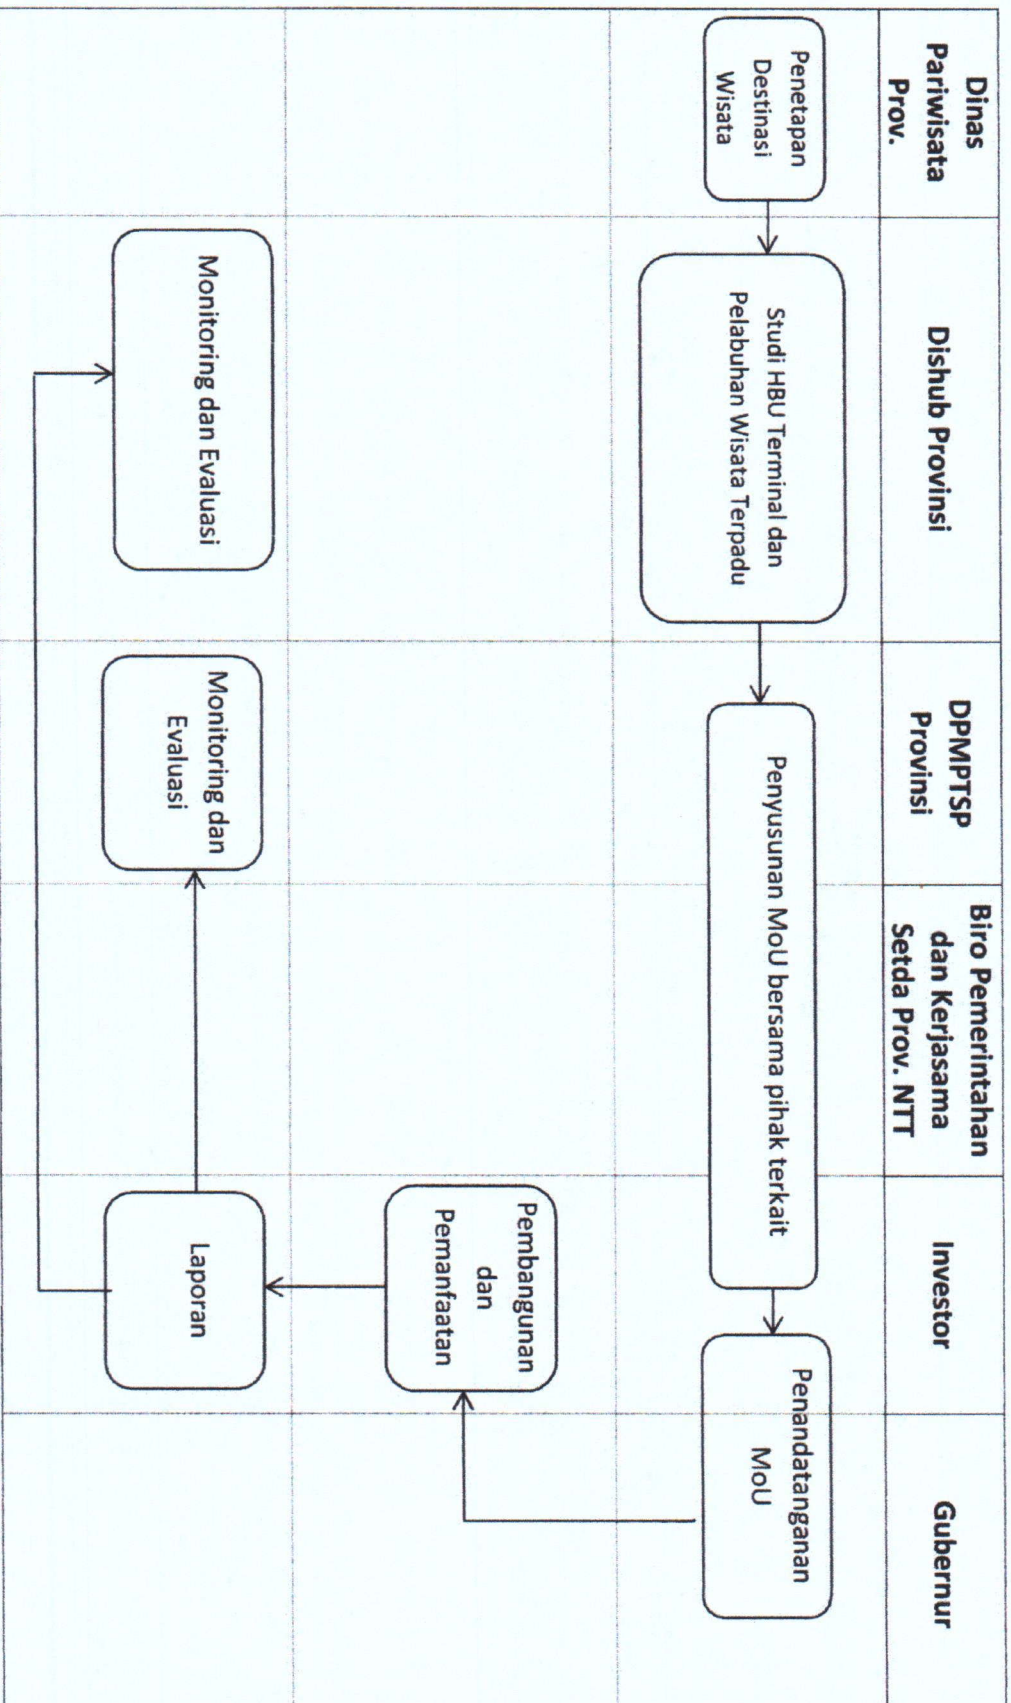 Dinas
Pariwisata
Prov.
Dishub Provinsi
DPMPTSP
Provinsi
Biro Pemerintahan
dan Kerjasama
Setda Prov. NTT
Investor
Gubernur
Penetapan
Destinasi
Wisata
Studi HBU Terminal dan
Pelabuhan Wisata Terpadu
Penyusunan MoU bersama pihak terkait
Penandatanganan
MoU
Pembangunan
dan
Pemanfaatan
Monitoring dan Evaluasi
Monitoring dan
Evaluasi
Laporan